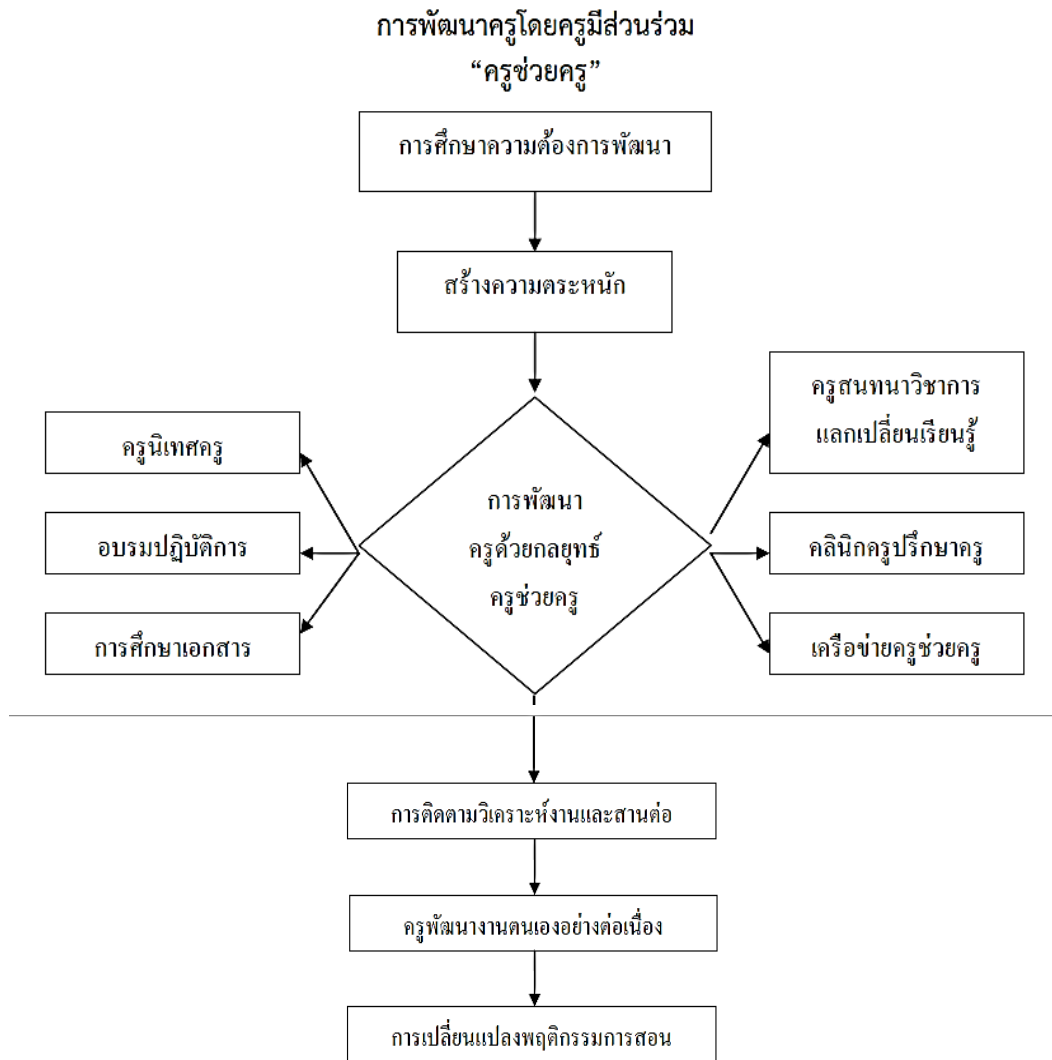 การพัฒนาครูโดยครูมีส่วนร่วม
“ครูช่วยครู”
การศึกษาความต้องการพัฒนา
สร้างความตระหนัก
ครูนิเทศครู
อบรมปฏิบัติการ
การศึกษาเอกสาร
การพัฒนา
ครูด้วยกลยุทธ์
ครูช่วยครู
ครูสนทนาวิชาการ
แลกเปลี่ยนเรียนรู้
คลินิกครูปรึกษาครู
เครือข่ายครูช่วยครู
การติดตามวิเคราะห์งานและสานต่อ
ครูพัฒนางานตนเองอย่างต่อเนื่อง
การเปลี่ยนแปลงพฤติกรรมการสอน